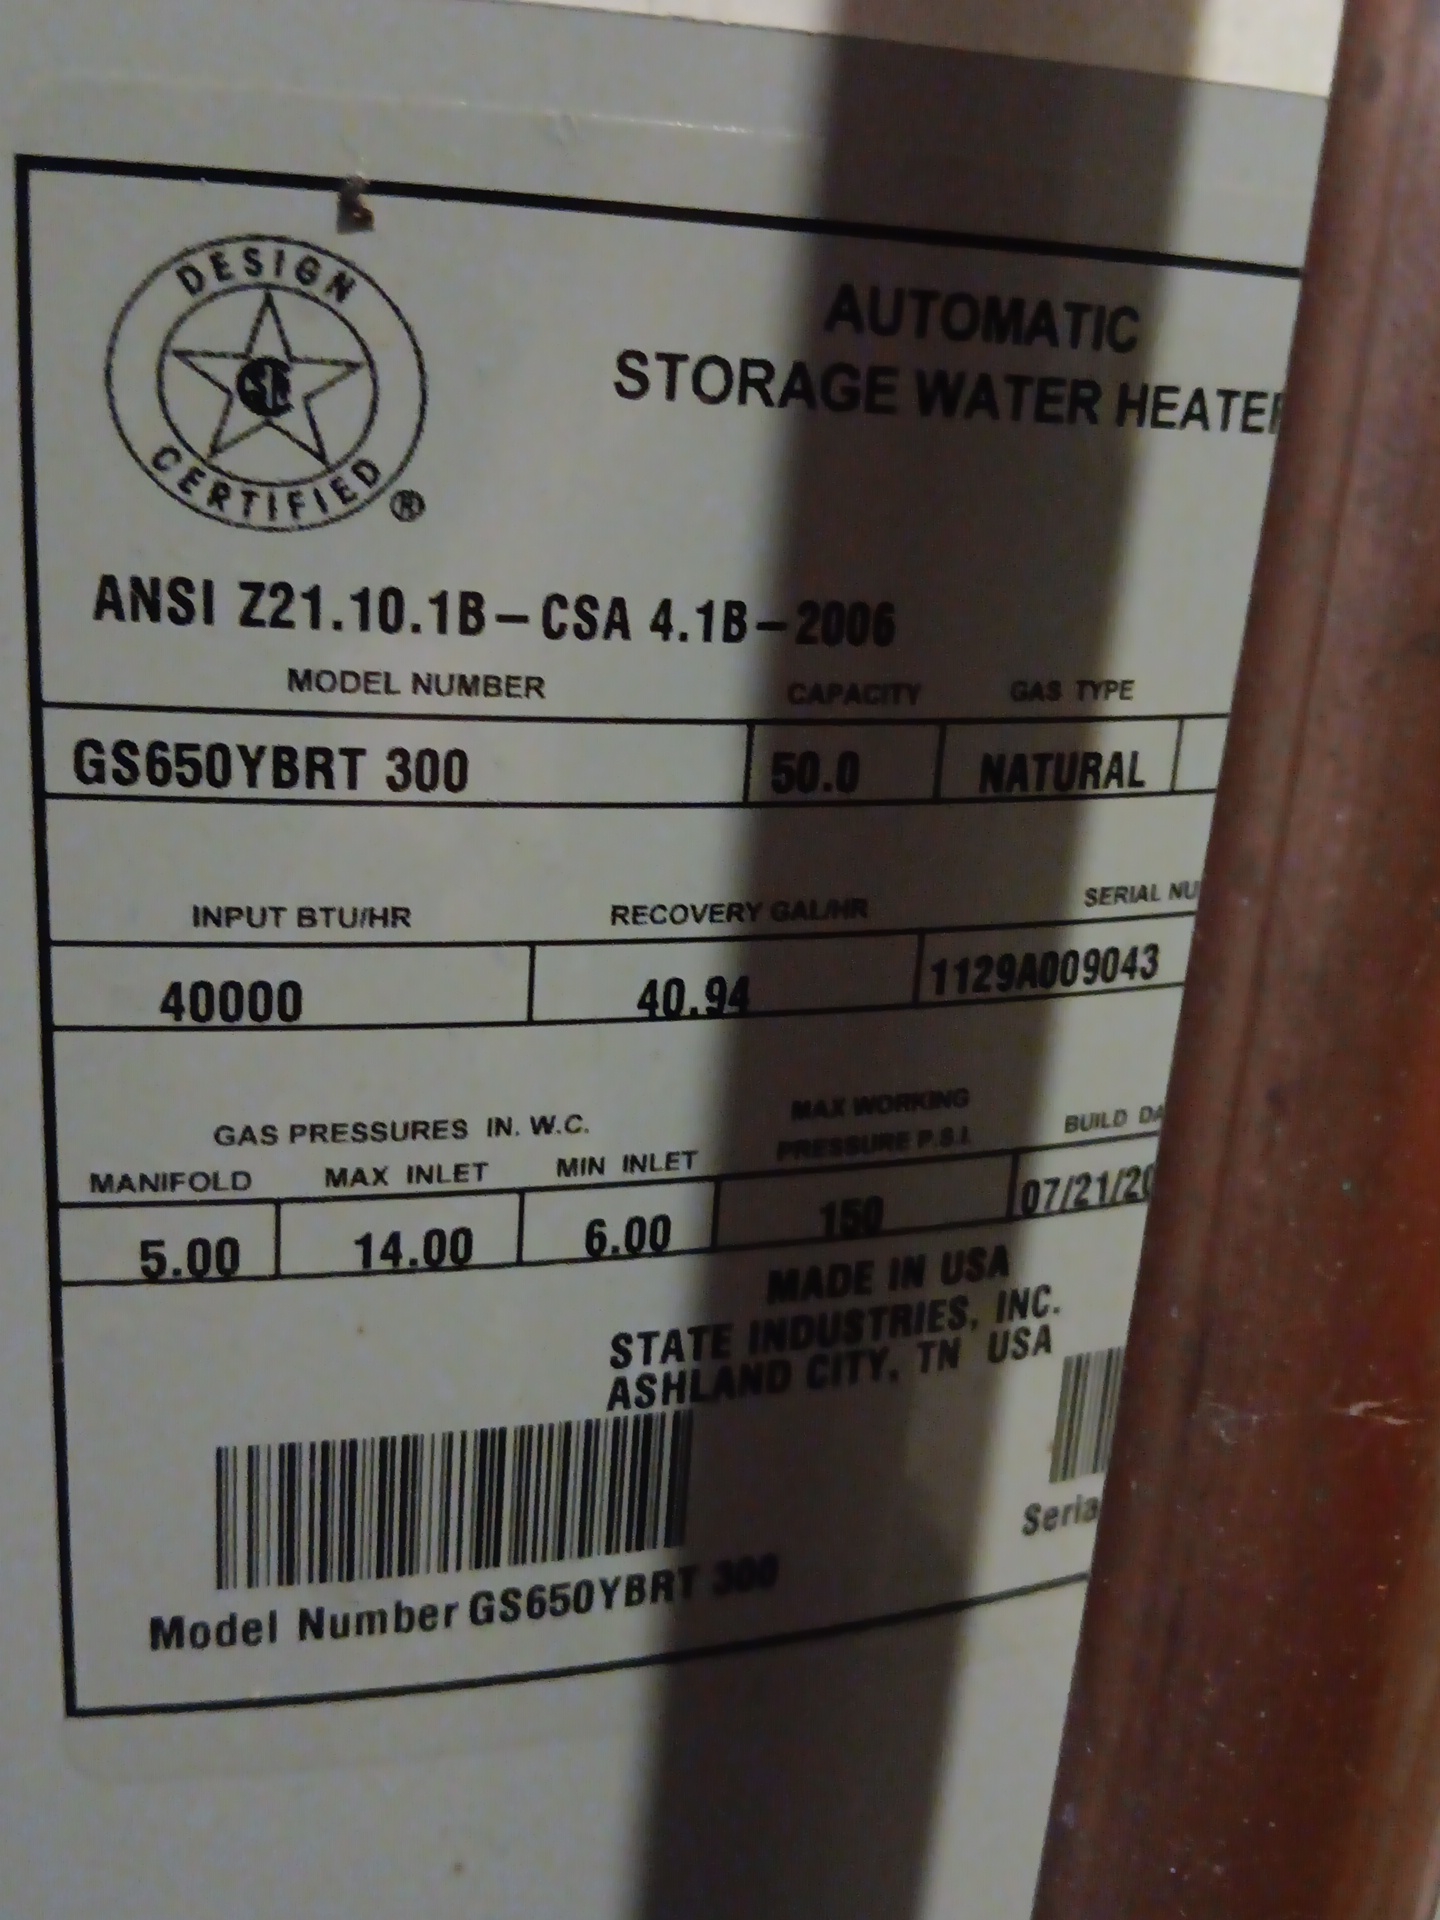 DESIGN
CERTIFIED
®
AUTOMATIC
STORAGE WATER HEATER
ANSI Z21.10.1B–CSA 4.1B–2006
MODEL NUMBER CAPACITY GAS TYPE
GS650YBRT 300 50.0 NATURAL
INPUT BTU/HR RECOVERY GAL/HR SERIAL NU
40000 40.94 1129A009043
GAS PRESSURES IN. W.C. MAX WORKING
PRESSURE P.S.I. BUILD DA
MANIFOLD MAX INLET MIN INLET
5.00 14.00 6.00 150 07/21/20
MADE IN USA
STATE INDUSTRIES, INC.
ASHLAND CITY, TN USA
Model Number GS650YBRT 300
Seria